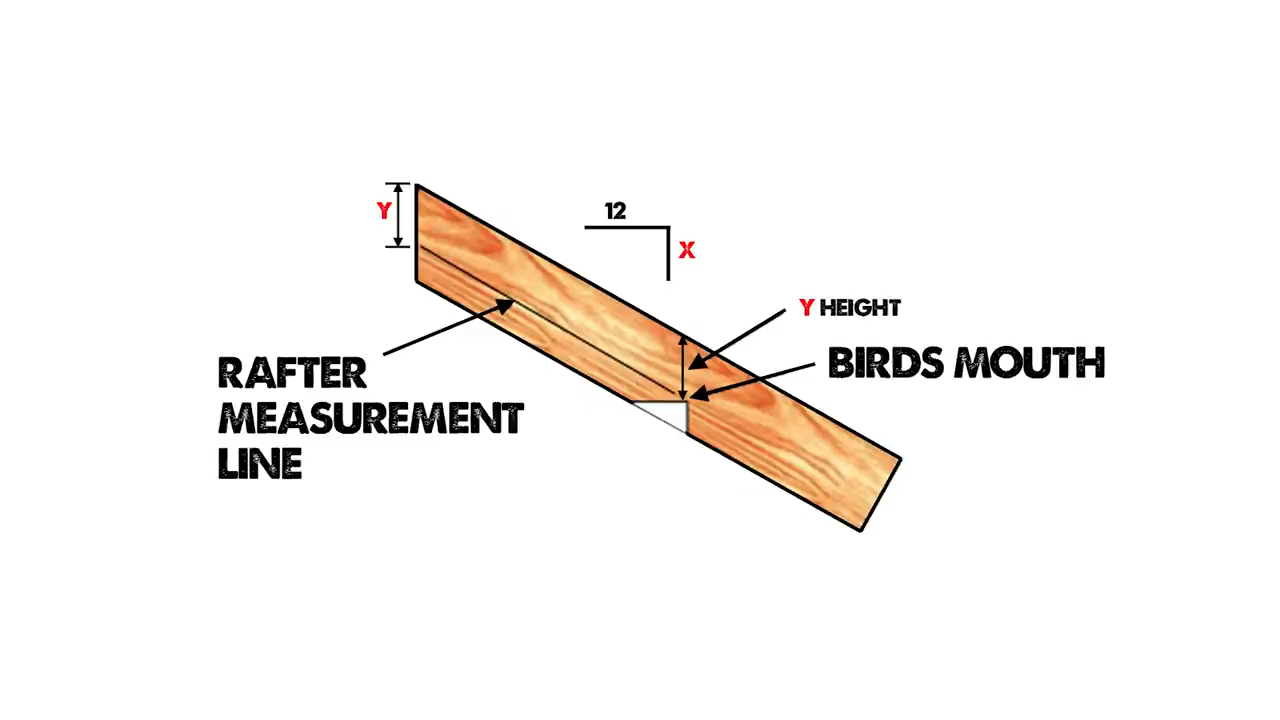 12
Y
X
Y HEIGHT
BIRDS MOUTH
RAFTER
MEASUREMENT
LINE